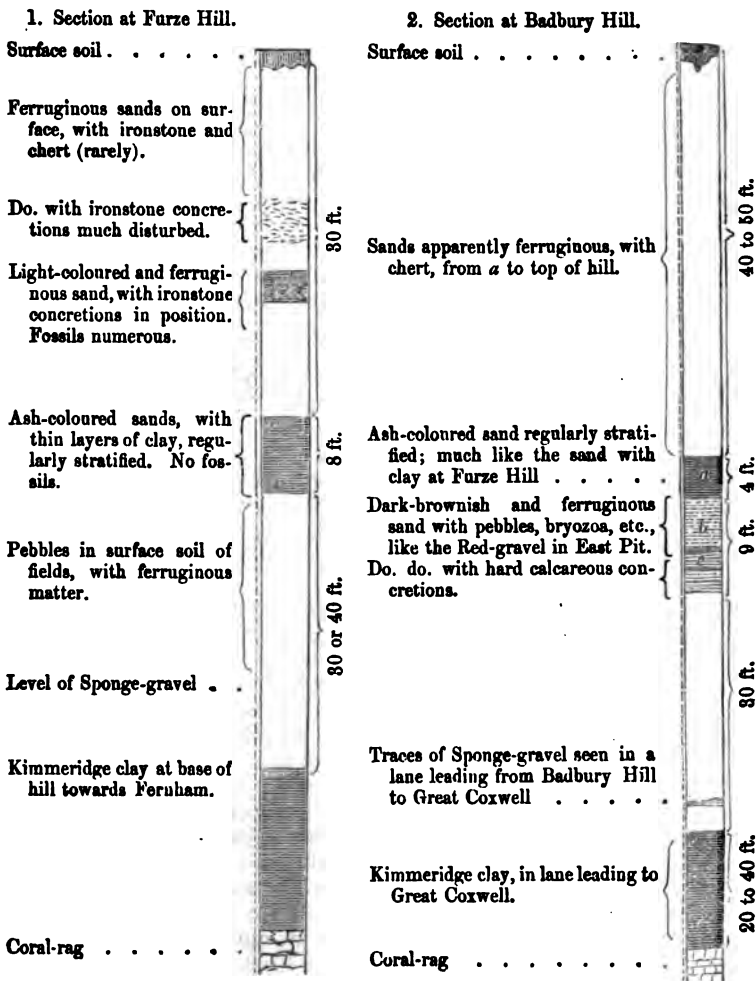 1. Section at Furze Hill.
Surface soil . . . . . .
Ferruginous sands on sur-
face, with ironstone and
chert (rarely).
Do. with ironstone concre-
tions much disturbed.
Light-coloured and ferrugi-
nous sand, with ironstone
concretions in position.
Fossils numerous.
Ash-coloured sands, with
thin layers of clay, regu-
larly stratified. No fos-
sils.
Pebbles in surface soil of
fields, with ferruginous
matter.
Level of Sponge-gravel . .
Kimmeridge clay at base of
hill towards Fernham.
Coral-rag . . . . .
30 ft.
8 ft.
30 or 40 ft.
2. Section at Badbury Hill.
Surface soil . . . . . . .
Sands apparently ferruginous, with
chert, from a to top of hill.
Ash-coloured sand regularly strati-
fied; much like the sand with
clay at Furze Hill . . . . .
Dark-brownish and ferruginous
sand with pebbles, bryozoa, etc.,
like the Red-gravel in East Pit.
Do. do. with hard calcareous con-
cretions.
Traces of Sponge-gravel seen in a
lane leading from Badbury Hill
to Great Coxwell . . . . .
Kimmeridge clay, in lane leading to
Great Coxwell.
Coral-rag . . . . . . .
a
b
40 to 50 ft.
4 ft.
9 ft.
30 ft.
20 to 40 ft.